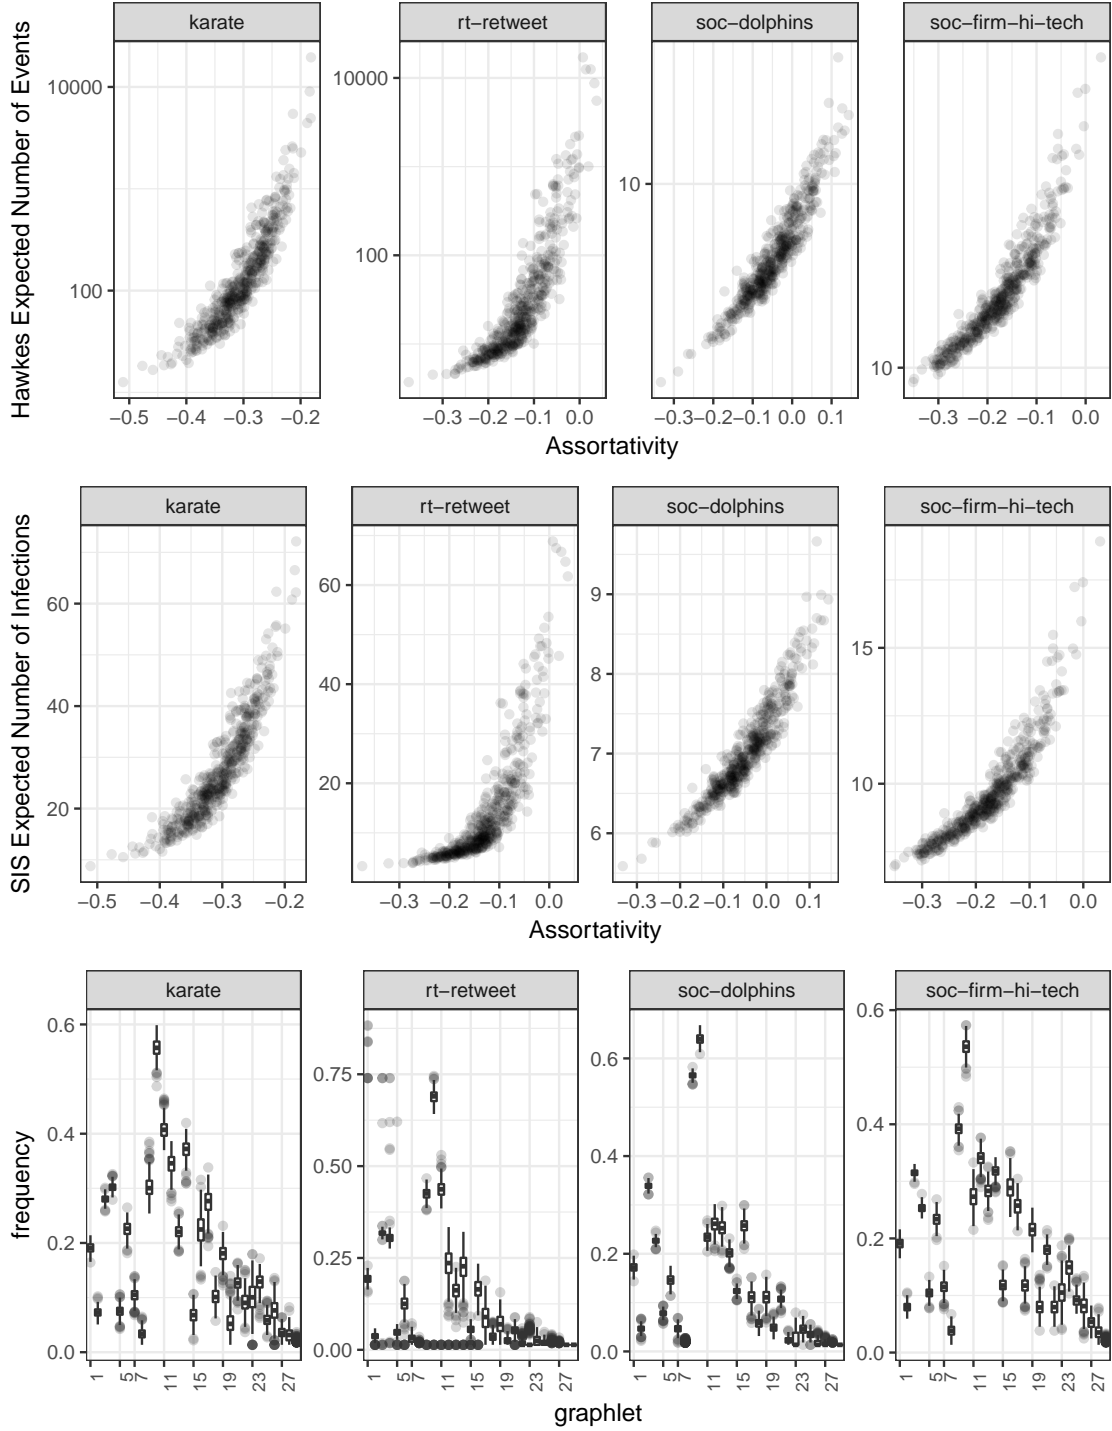 karate rt−retweet soc−dolphins soc−firm−hi−tech
Hawkes Expected Number of Events
10000 100
10000 100
10
10
−0.5 −0.4 −0.3 −0.2
−0.3 −0.2 −0.1 0.0
−0.3 −0.2 −0.1 0.0 0.1
−0.3 −0.2 −0.1 0.0
Assortativity
karate rt−retweet soc−dolphins soc−firm−hi−tech
SIS Expected Number of Infections
60 40 20
60 40 20
9 8 7 6
15 10
−0.5 −0.4 −0.3 −0.2
−0.3 −0.2 −0.1 0.0
−0.3 −0.2 −0.1 0.0 0.1
−0.3 −0.2 −0.1 0.0
Assortativity
karate rt−retweet soc−dolphins soc−firm−hi−tech
frequency
0.6 0.4 0.2 0.0
0.75 0.50 0.25 0.00
0.6 0.4 0.2 0.0
0.6 0.4 0.2 0.0
1 5 7 11 15 19 23 27
1 5 7 11 15 19 23 27
1 5 7 11 15 19 23 27
1 5 7 11 15 19 23 27
graphlet